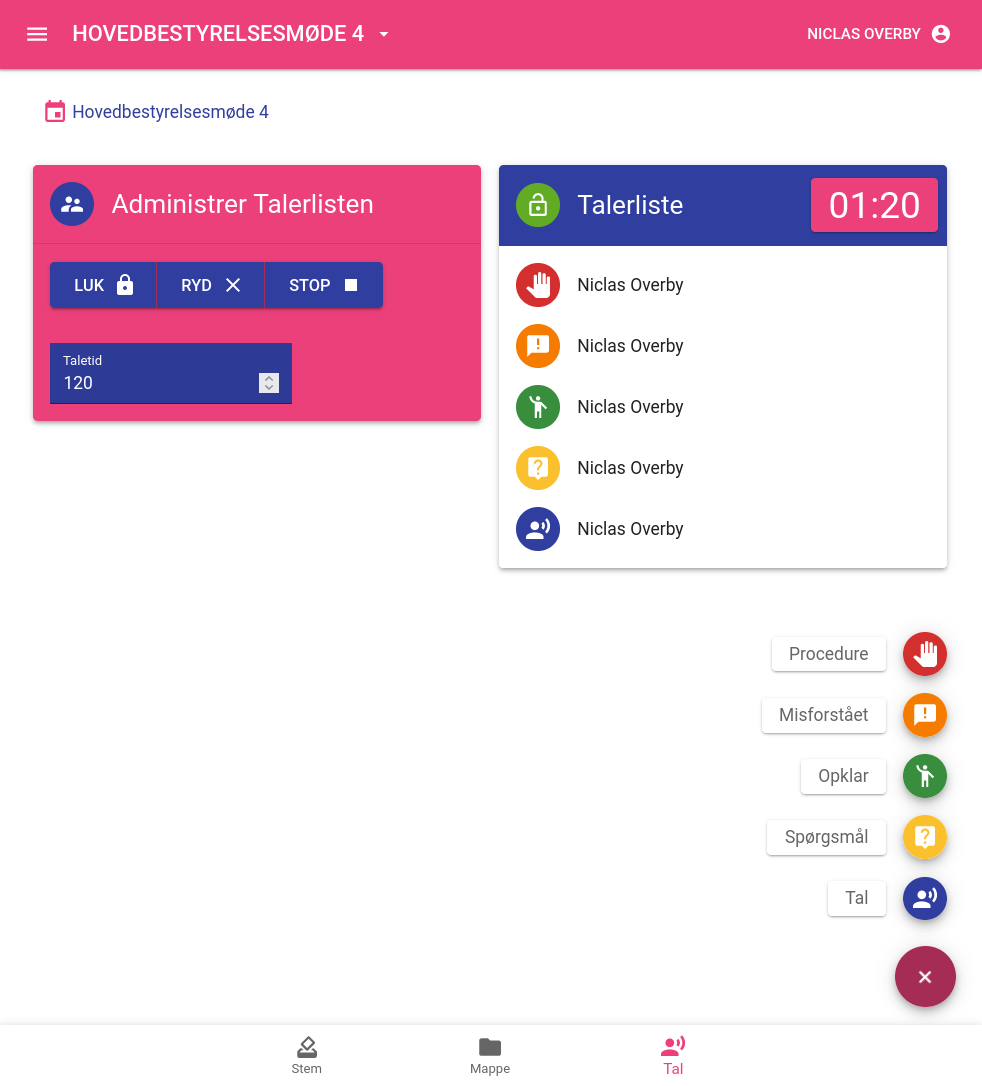 HOVEDBESTYRELSESMØDE 4
NICLAS OVERBY
Hovedbestyrelsesmøde 4
Administrer Talerlisten
LUK
RYD
STOP
Taletid
120
Talerliste
01:20
Niclas Overby
Niclas Overby
Niclas Overby
Niclas Overby
Niclas Overby
Procedure
Misforstået
Opklar
Spørgsmål
Tal
Stem
Mappe
Tal